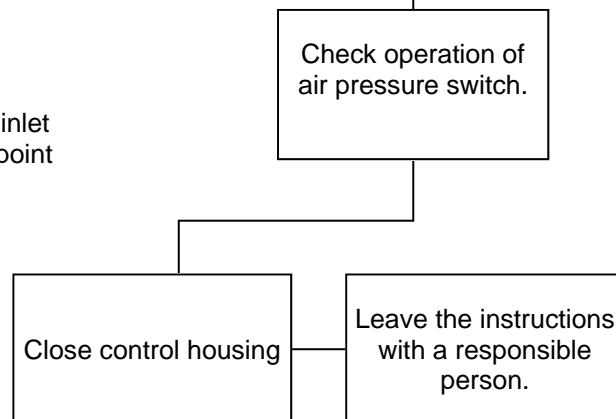 Check operation of
air pressure switch.
inlet
point
Close control housing
Leave the instructions
with a responsible
person.